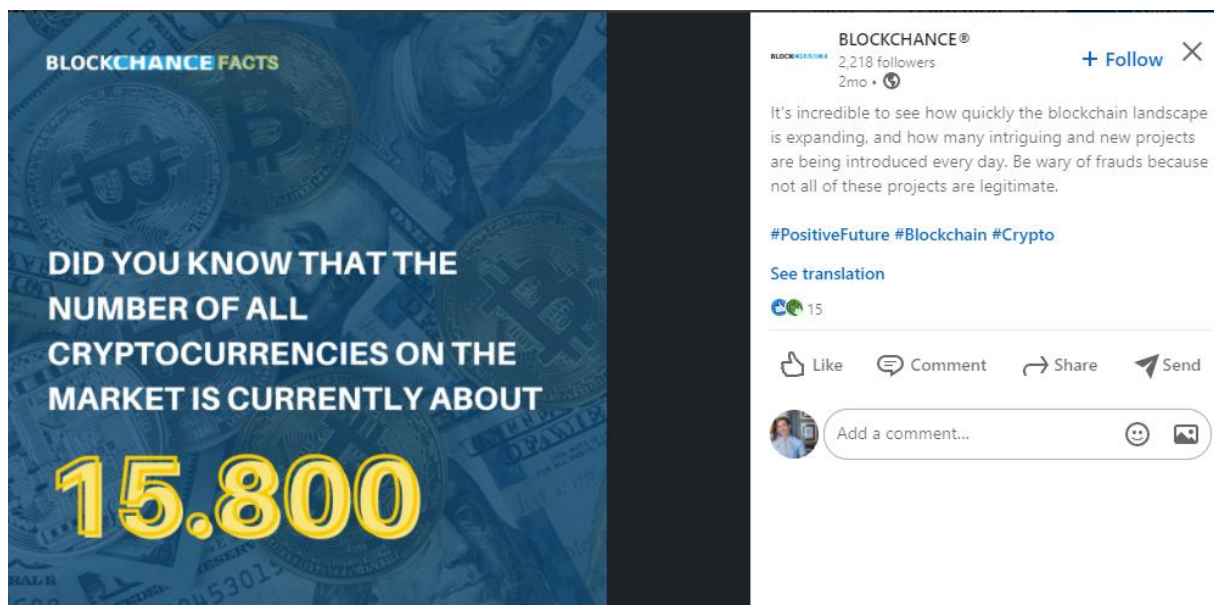 BLOCKCHANCE FACTS
DID YOU KNOW THAT THE
NUMBER OF ALL
CRYPTOCURRENCIES ON THE
MARKET IS CURRENTLY ABOUT
15.800
BLOCKCHANCE
BLOCKCHANCE®
2,218 followers
2mo •
+ Follow
It's incredible to see how quickly the blockchain landscape
is expanding, and how many intriguing and new projects
are being introduced every day. Be wary of frauds because
not all of these projects are legitimate.
#PositiveFuture #Blockchain #Crypto
See translation
15
Like Comment Share Send
Add a comment...